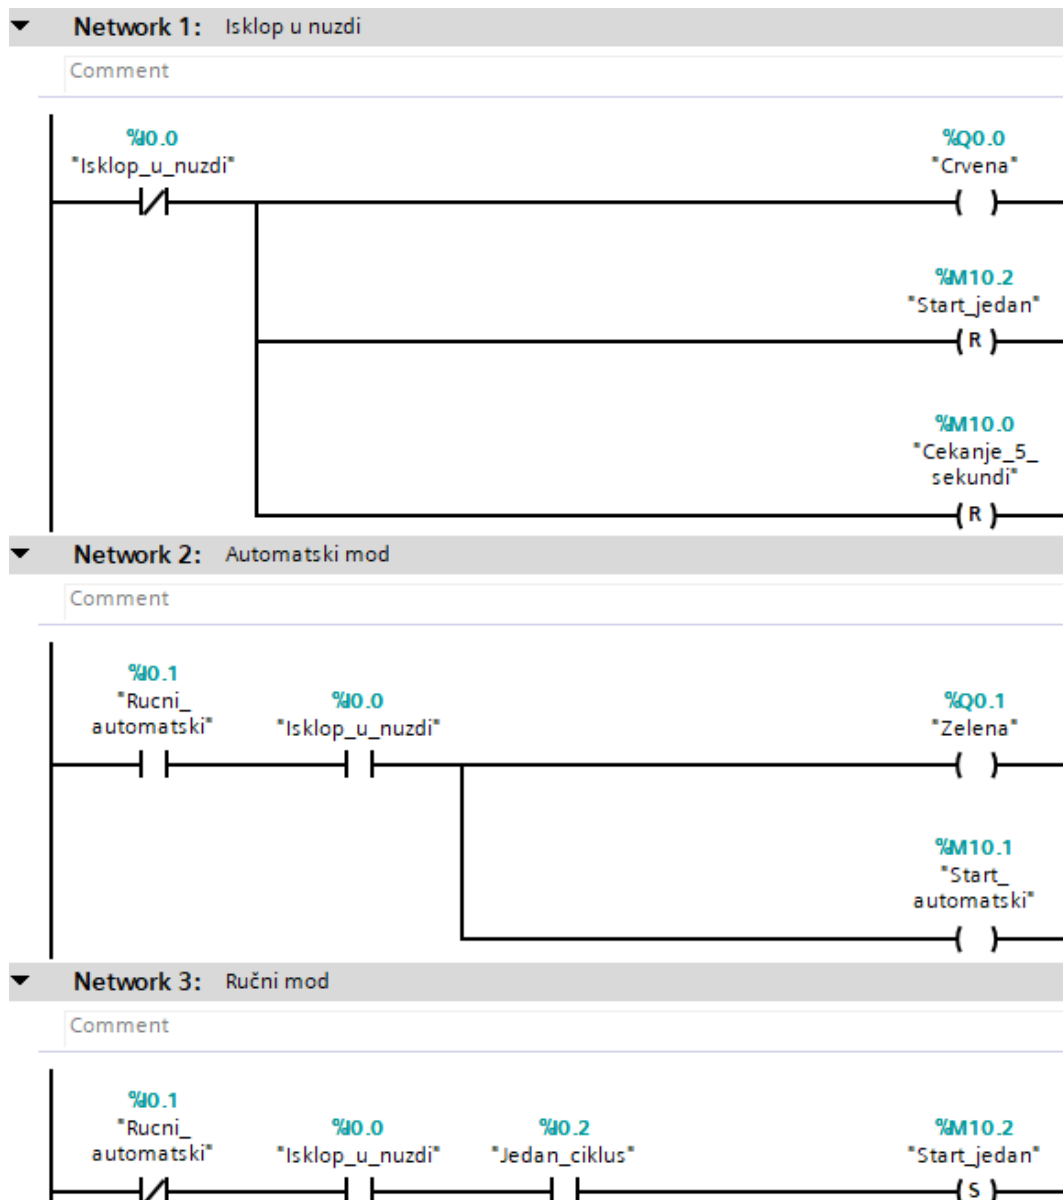 Network 1: Isklop u nuzdi
Comment
%I0.0
"Isklop_u_nuzdi"
%Q0.0
"Crvena"
%M10.2
"Start_jedan"
R
%M10.0
"Cekanje_5_
sekundi"
R
Network 2: Automatski mod
Comment
%I0.1
"Rucni_
automatski"
%I0.0
"Isklop_u_nuzdi"
%Q0.1
"Zelena"
%M10.1
"Start_
automatski"
Network 3: Ručni mod
Comment
%I0.1
"Rucni_
automatski"
%I0.0
"Isklop_u_nuzdi"
%I0.2
"Jedan_ciklus"
%M10.2
"Start_jedan"
S